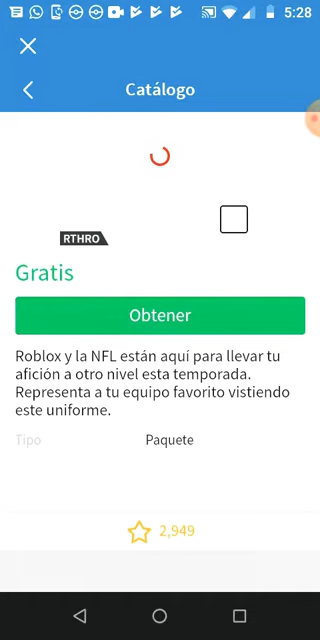 5:28
Catálogo
RTHRO
Gratis
Obtener
Roblox y la NFL están aquí para llevar tu
afición a otro nivel esta temporada.
Representa a tu equipo favorito vistiendo
este uniforme.
Tipo Paquete
2,949